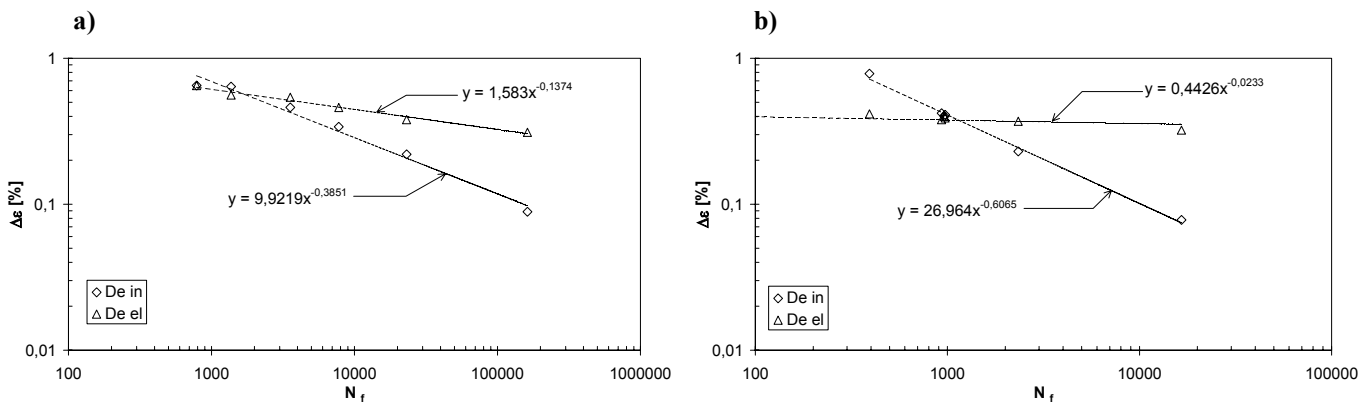 a)
1
0,1
0,01
Δε [%]
y = 1,583x^-0,1374
y = 9,9219x^-0,3851
De in
De el
100
1000
10000
100000
1000000
N f
b)
1
0,1
0,01
Δε [%]
y = 0,4426x^-0,0233
y = 26,964x^-0,6065
De in
De el
100
1000
10000
100000
N f